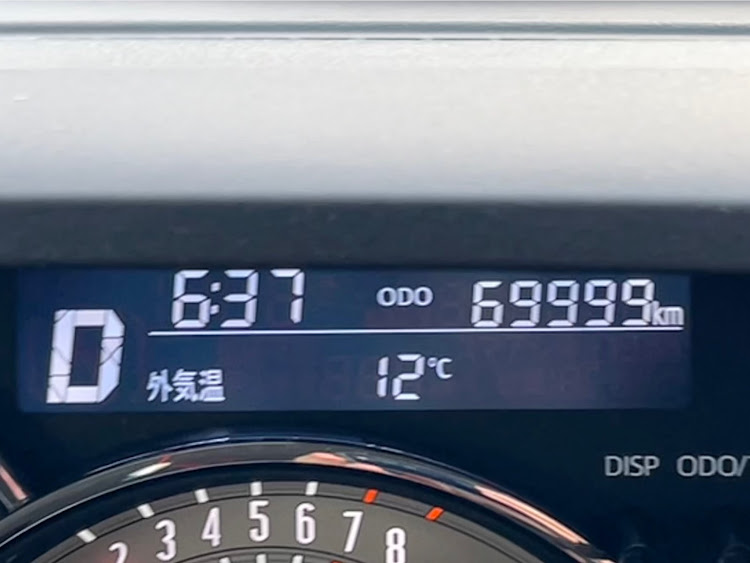 6:37 ODO 69999km
D
外気温 12℃
DISP ODO/
2 3 4 5 6 7 8